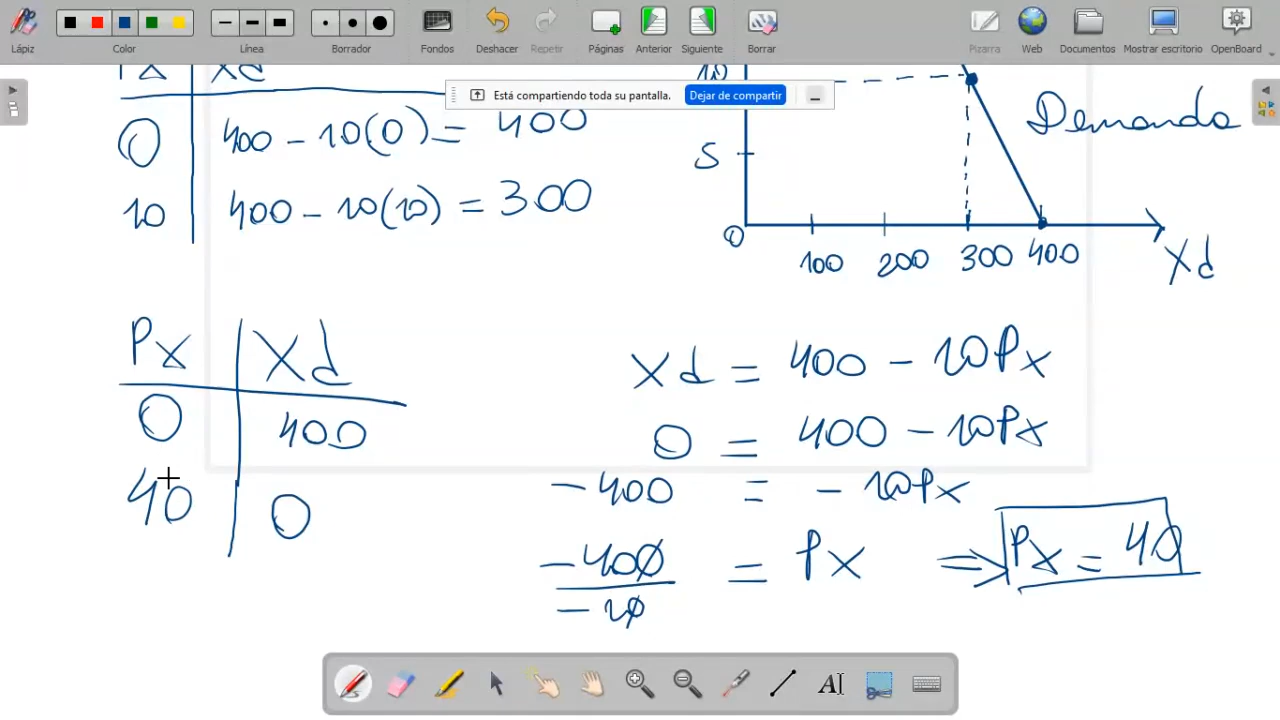 Lápiz Color Línea Borrador Fondos Deshacer Repetir Páginas Anterior Siguiente Borrar Pizarra Web Documentos Mostrar escritorio OpenBoard
Está compartiendo toda su pantalla. Dejar de compartir
Px Xd
0 400 - 10(0) = 400
10 400 - 10(10) = 300
10
5
0 100 200 300 400
Xd
Demanda
Px Xd
0 400
40 0
Xd = 400 - 10Px
0 = 400 - 10Px
-400 = - 10Px
-400/-10 = Px ⇒ Px = 40
AI